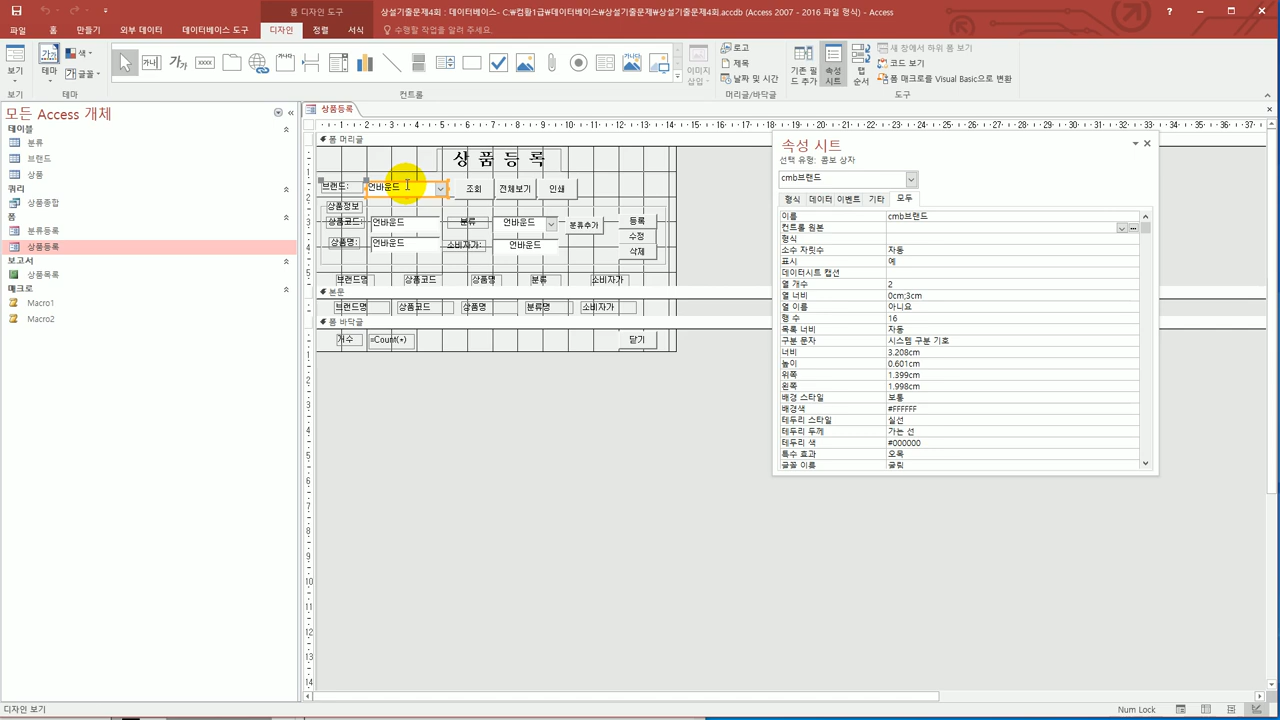 폼 디자인 도구
상설기출문제4회 : 데이터베이스- C:₩컴활1급₩데이터베이스₩상설기출문제₩상설기출문제4회.accdb (Access 2007 - 2016 파일 형식) - Access
파일 홈 만들기 외부 데이터 데이터베이스 도구 디자인 정렬 서식 수행할 작업을 알려 주세요.
보기
테마
색
글꼴
이미지 삽입
로고
제목
날짜 및 시간
기존 필드 추가
속성 시트
탭 순서
새 창에서 하위 폼 보기
코드 보기
폼 매크로를 Visual Basic으로 변환
보기 테마 컨트롤 머리글/바닥글 도구
모든 Access 개체
테이블
분류
브랜드
상품
쿼리
상품종합
폼
분류등록
상품등록
보고서
상품목록
매크로
Macro1
Macro2
상품등록
폼 머리글
상 품 등 록
브랜드: 언바운드 조회 전체보기 인쇄
상품정보
상품코드: 언바운드 분류 언바운드 분류추가 등록
수정
상품명: 언바운드 소비자가: 언바운드
삭제
브랜드명 상품코드 상품명 분류 소비자가
본문
브랜드명 상품코드 상품명 분류명 소비자가
폼 바닥글
개수 =Count(*) 닫기
속성 시트
선택 유형: 콤보 상자
cmb브랜드
형식 데이터 이벤트 기타 모두
이름 cmb브랜드
컨트롤 원본
형식
소수 자릿수 자동
표시 예
데이터시트 캡션
열 개수 2
열 너비 0cm;3cm
열 이름 아니요
행 수 16
목록 너비 자동
구분 문자 시스템 구분 기호
너비 3.208cm
높이 0.601cm
위쪽 1.399cm
왼쪽 1.998cm
배경 스타일 보통
배경색 #FFFFFF
테두리 스타일 실선
테두리 두께 가는 선
테두리 색 #000000
특수 효과 오목
글꼴 이름 굴림
디자인 보기
Num Lock